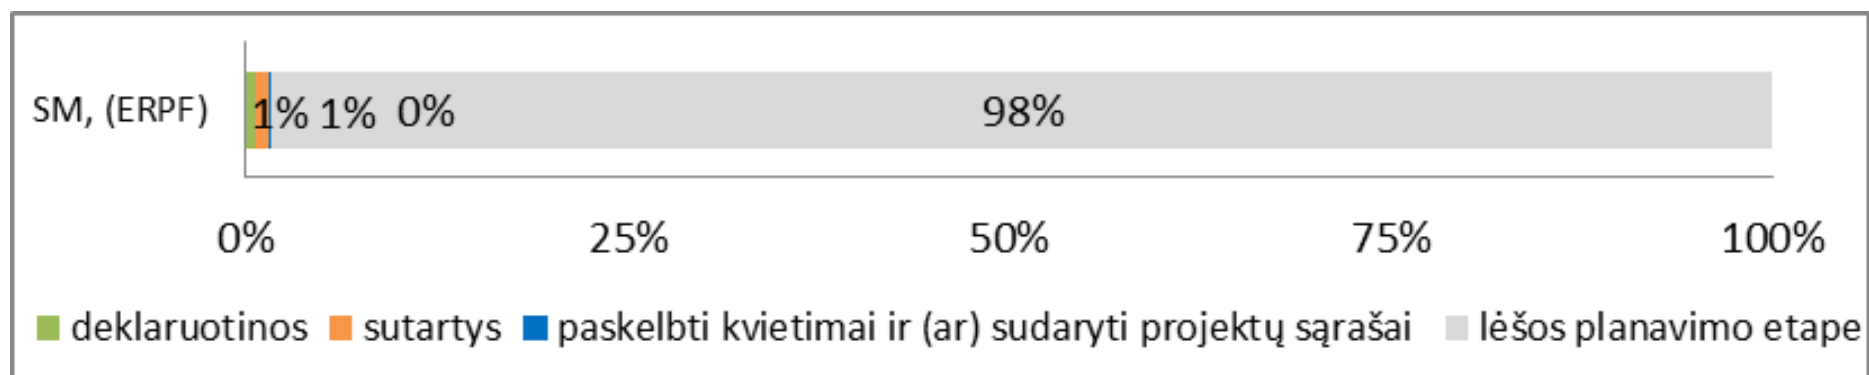 SM, (ERPF) 1% 1% 0% 98%
0% 25% 50% 75% 100%
deklaruotinos sutartys paskelbti kvietimai ir (ar) sudaryti projektų sąrašai lėšos planavimo etape